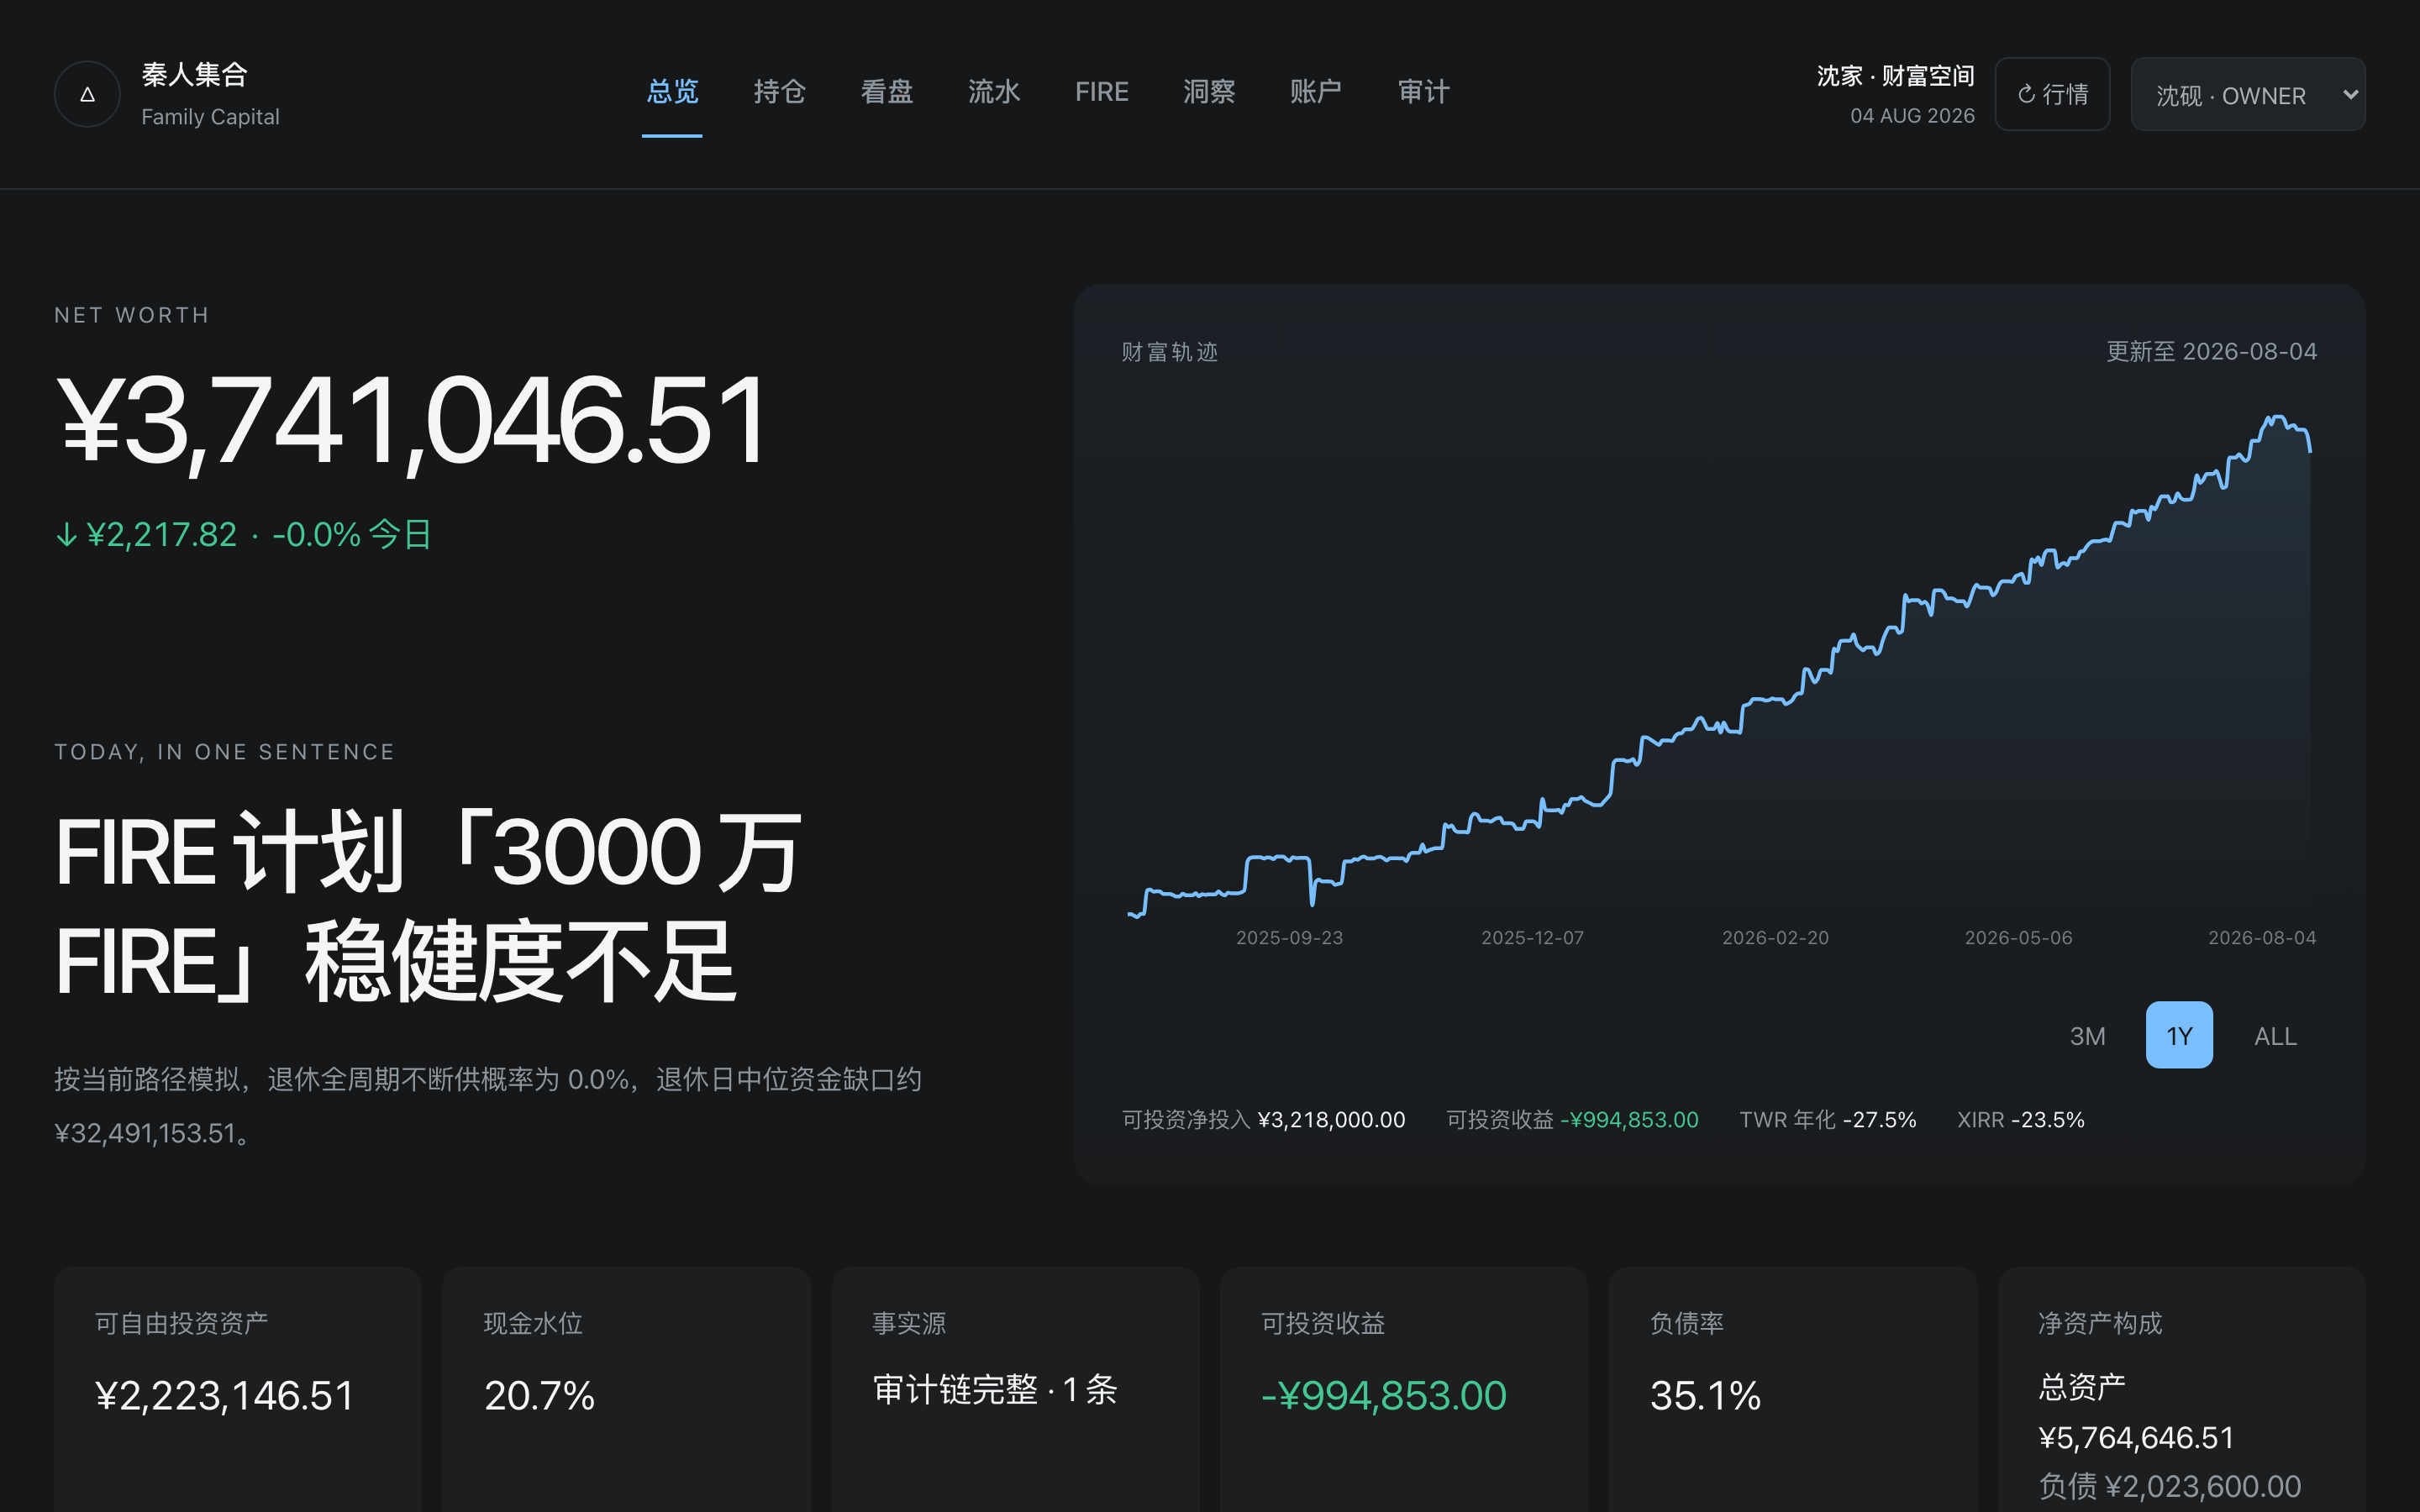 △
秦人集合
Family Capital
总览
持仓
看盘
流水
FIRE
洞察
账户
审计
沈家 · 财富空间
04 AUG 2026
↻ 行情
沈砚 · OWNER
NET WORTH
¥3,741,046.51
↓ ¥2,217.82 · -0.0% 今日
TODAY, IN ONE SENTENCE
FIRE 计划「3000 万
FIRE」稳健度不足
按当前路径模拟，退休全周期不断供概率为 0.0%，退休日中位资金缺口约
¥32,491,153.51。
财富轨迹
更新至 2026-08-04
2025-09-23
2025-12-07
2026-02-20
2026-05-06
2026-08-04
3M
1Y
ALL
可投资净投入 ¥3,218,000.00
可投资收益 -¥994,853.00
TWR 年化 -27.5%
XIRR -23.5%
可自由投资资产
¥2,223,146.51
现金水位
20.7%
事实源
审计链完整 · 1 条
可投资收益
-¥994,853.00
负债率
35.1%
净资产构成
总资产
¥5,764,646.51
负债 ¥2,023,600.00